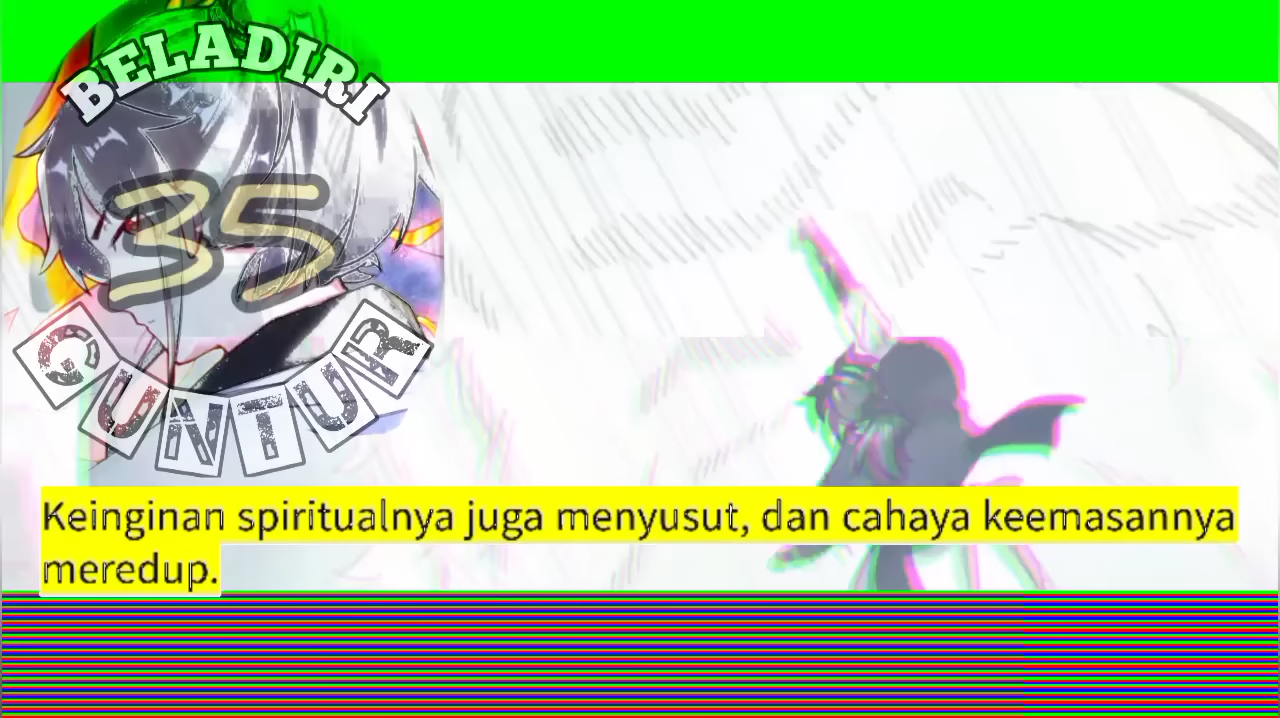 BELADIRI
35
GUNTUR
Keinginan spiritualnya juga menyusut, dan cahaya keemasannya
meredup.